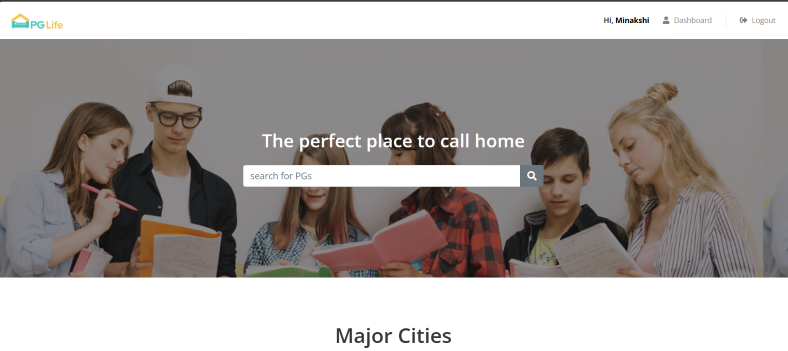 PG Life
Hi, Minakshi
Dashboard
Logout
The perfect place to call home
search for PGs
Major Cities